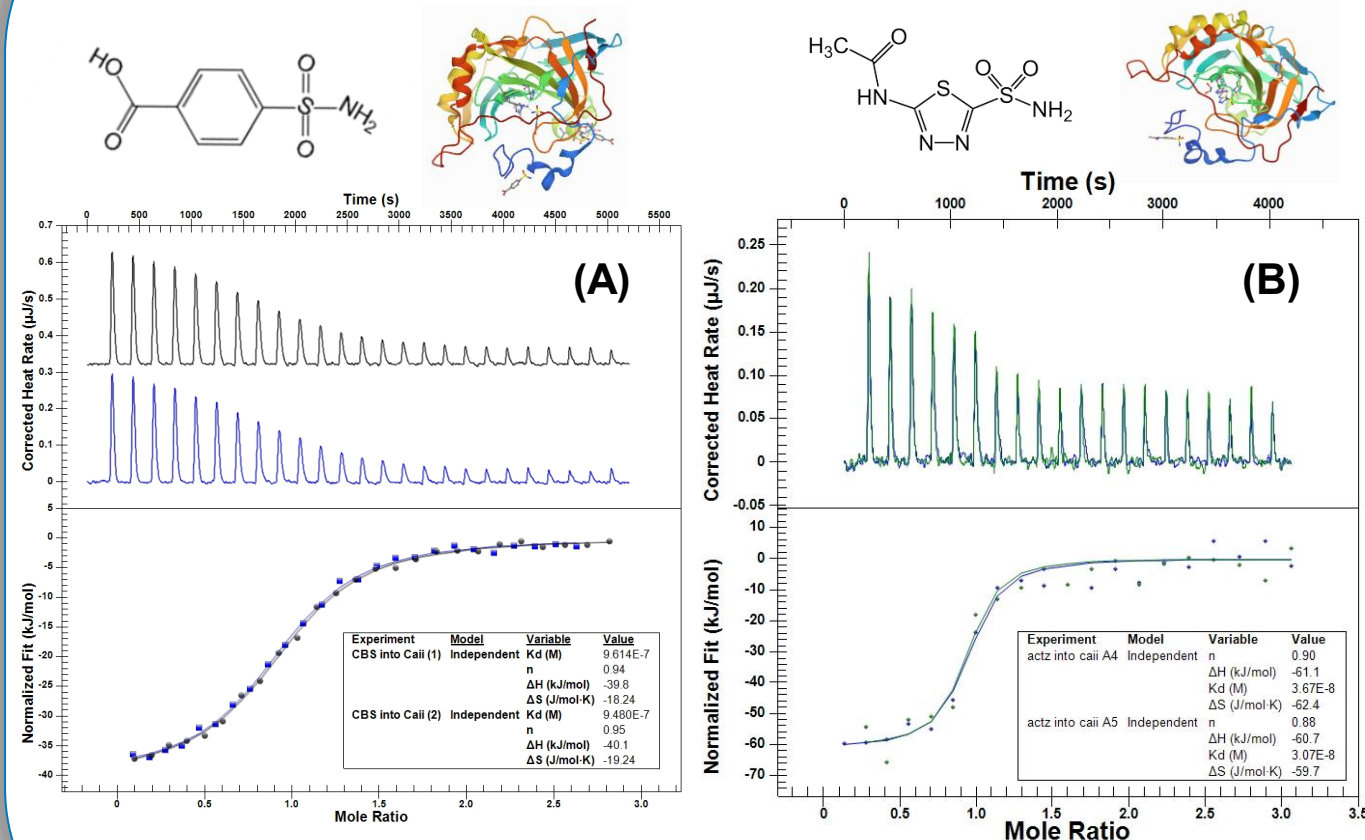 HO
O
O
S
NH2
O
H3C
O
HN
S
N N
O O
S
NH2
Time (s)
0 500 1000 1500 2000 2500 3000 3500 4000 4500 5000 5500
(A)
Corrected Heat Rate (µJ/s)
0.7
0.6
0.5
0.4
0.3
0.2
0.1
0
Normalized Fit (kJ/mol)
5
0
-5
-10
-15
-20
-25
-30
-35
-40
Experiment Model Variable Value
CBS into Caii (1) Independent Kd (M) 9.614E-7
n 0.94
ΔH (kJ/mol) -39.8
ΔS (J/mol·K) -18.24
CBS into Caii (2) Independent Kd (M) 9.480E-7
n 0.95
ΔH (kJ/mol) -40.1
ΔS (J/mol·K) -19.24
0 0.5 1.0 1.5 2.0 2.5 3.0
Mole Ratio
Time (s)
0 1000 2000 3000 4000
(B)
Corrected Heat Rate (µJ/s)
0.25
0.20
0.15
0.10
0.05
0
-0.05
Normalized Fit (kJ/mol)
10
0
-10
-20
-30
-40
-50
-60
-70
Experiment Model Variable Value
actz into caii A4 Independent n 0.90
ΔH (kJ/mol) -61.1
Kd (M) 3.67E-8
ΔS (J/mol·K) -62.4
actz into caii A5 Independent n 0.88
ΔH (kJ/mol) -60.7
Kd (M) 3.07E-8
ΔS (J/mol·K) -59.7
0 0.5 1.0 1.5 2.0 2.5 3.0 3.5
Mole Ratio